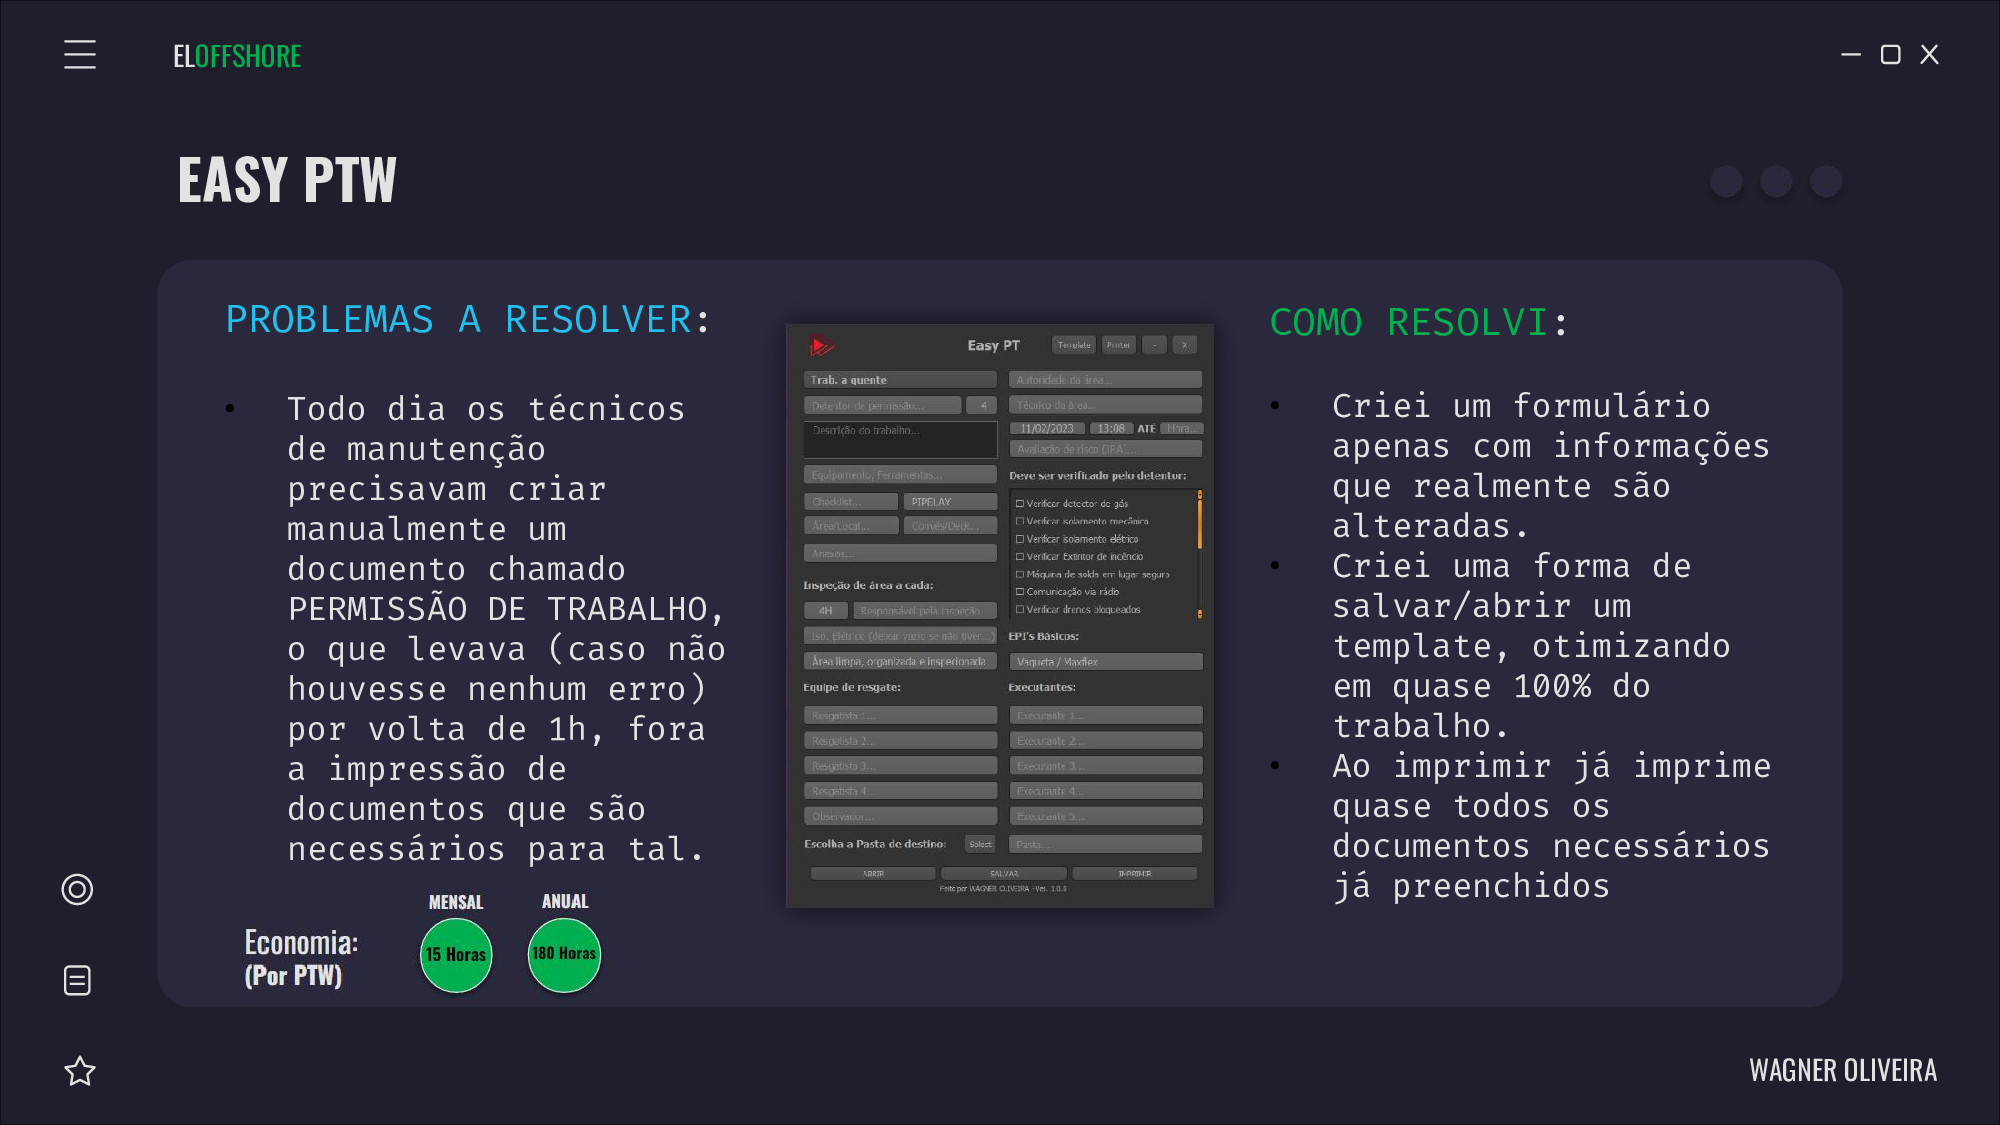 ELOFFSHORE
EASY PTW
PROBLEMAS A RESOLVER:
• Todo dia os técnicos
de manutenção
precisavam criar
manualmente um
documento chamado
PERMISSÃO DE TRABALHO,
o que levava (caso não
houvesse nenhum erro)
por volta de 1h, fora
a impressão de
documentos que são
necessários para tal.
MENSAL ANUAL
Economia:
(Por PTW)
15 Horas 180 Horas
Easy PT Template Printer - X
Trab. a quente Autoridade da área...
Detentor da permissão... 4 Técnico da área...
Descrição do trabalho... 11/02/2023 13:08 ATÉ Hora...
Avaliação de risco (IRA)...
Equipamento, Ferramentas... Deve ser verificado pelo detentor:
Checklist... PIPELAY
Área/Local... Convés/Deck...
Anexos...
Verificar detector de gás
Verificar isolamento mecânico
Verificar isolamento elétrico
Verificar Extintor de incêncio
Máquina de solda em lugar seguro
Comunicação via rádio
Verificar drenos bloqueados
Inspeção de área a cada:
4H Responsável pela inspeção
Iso. Elétrico (deixar vazio se não tiver...) EPI's Básicos:
Área limpa, organizada e inspecionada Vaqueta / Maxflex
Equipe de resgate: Executantes:
Resgatista 1... Executante 1...
Resgatista 2... Executante 2...
Resgatista 3... Executante 3...
Resgatista 4... Executante 4...
Observador... Executante 5...
Escolha a Pasta de destino: Select Pasta...
ABRIR SALVAR IMPRIMIR
Feito por WAGNER OLIVEIRA -Ver. 1.0.0
COMO RESOLVI:
• Criei um formulário
apenas com informações
que realmente são
alteradas.
• Criei uma forma de
salvar/abrir um
template, otimizando
em quase 100% do
trabalho.
• Ao imprimir já imprime
quase todos os
documentos necessários
já preenchidos
WAGNER OLIVEIRA